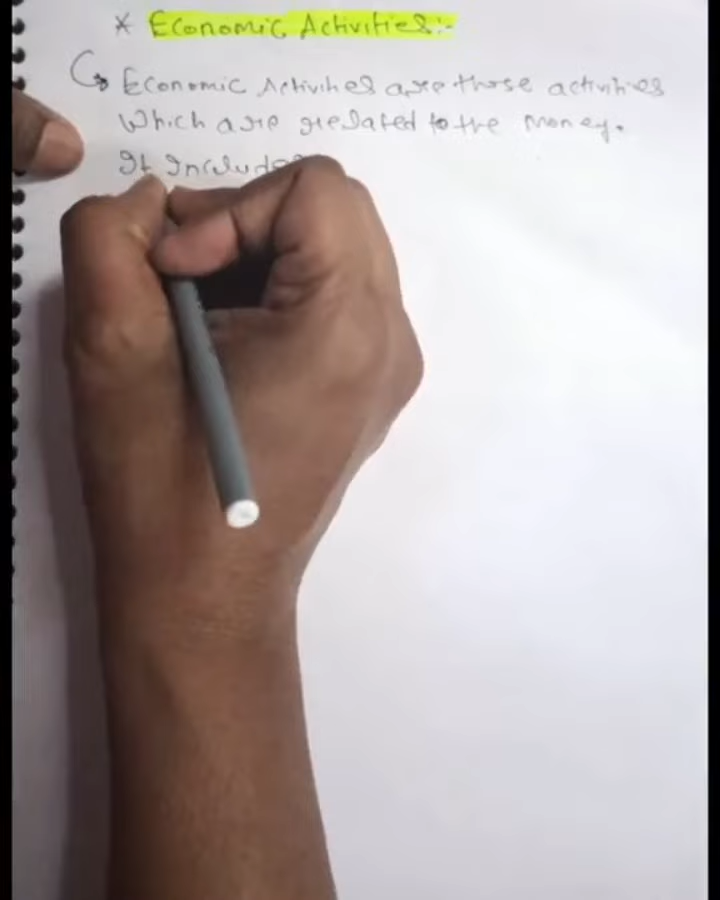 * Economic Activities:-
Economic Activities are those activities
which are related to the money.
It Includes